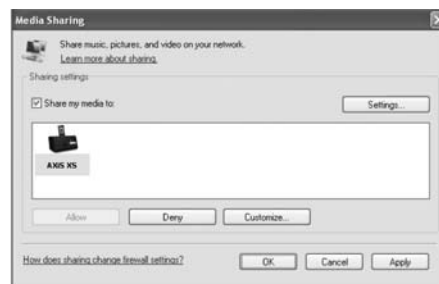 Media Sharing
Share music, pictures, and video on your network.
Learn more about sharing.
Sharing settings
Share my media to:
Settings...
AXIS XS
Allow
Deny
Customize...
How does sharing change firewall settings?
OK
Cancel
Apply